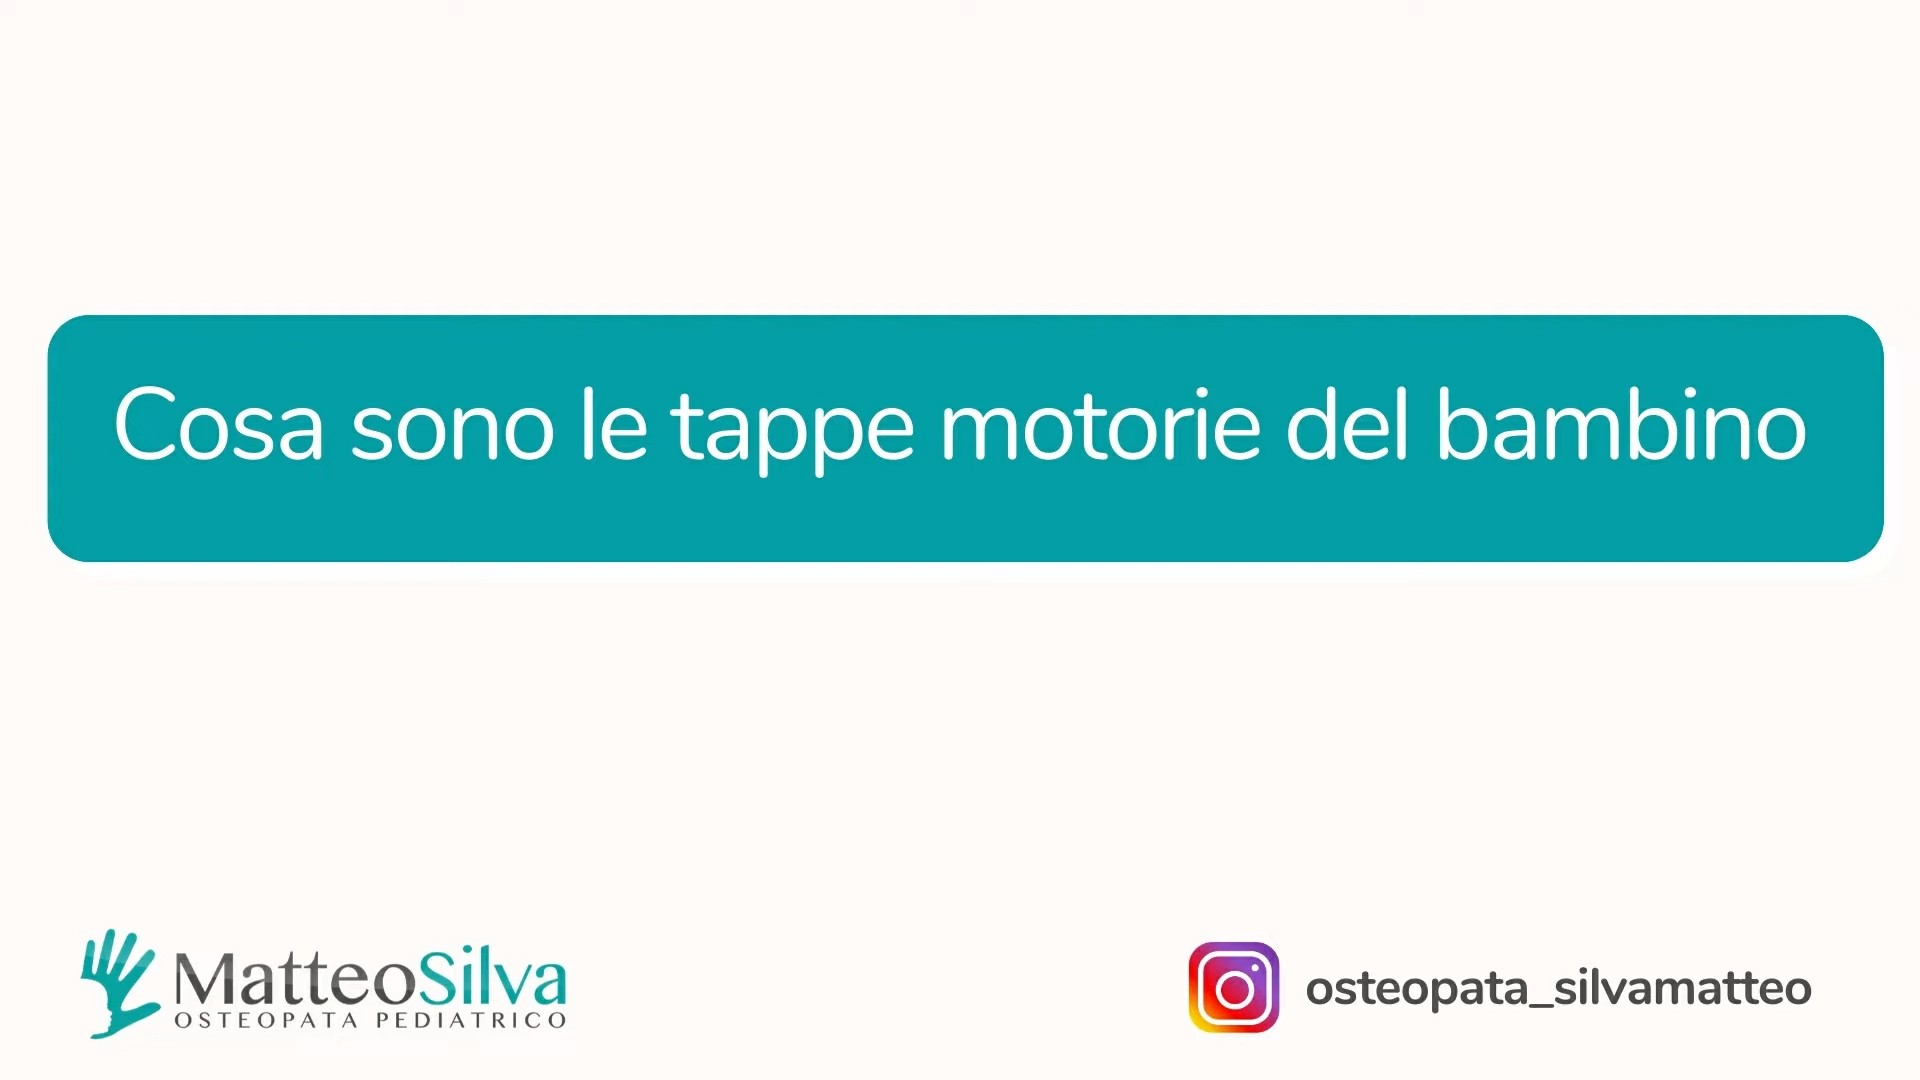 Cosa sono le tappe motorie del bambino
MatteoSilva
OSTEOPATA PEDIATRICO
osteopata_silvamatteo